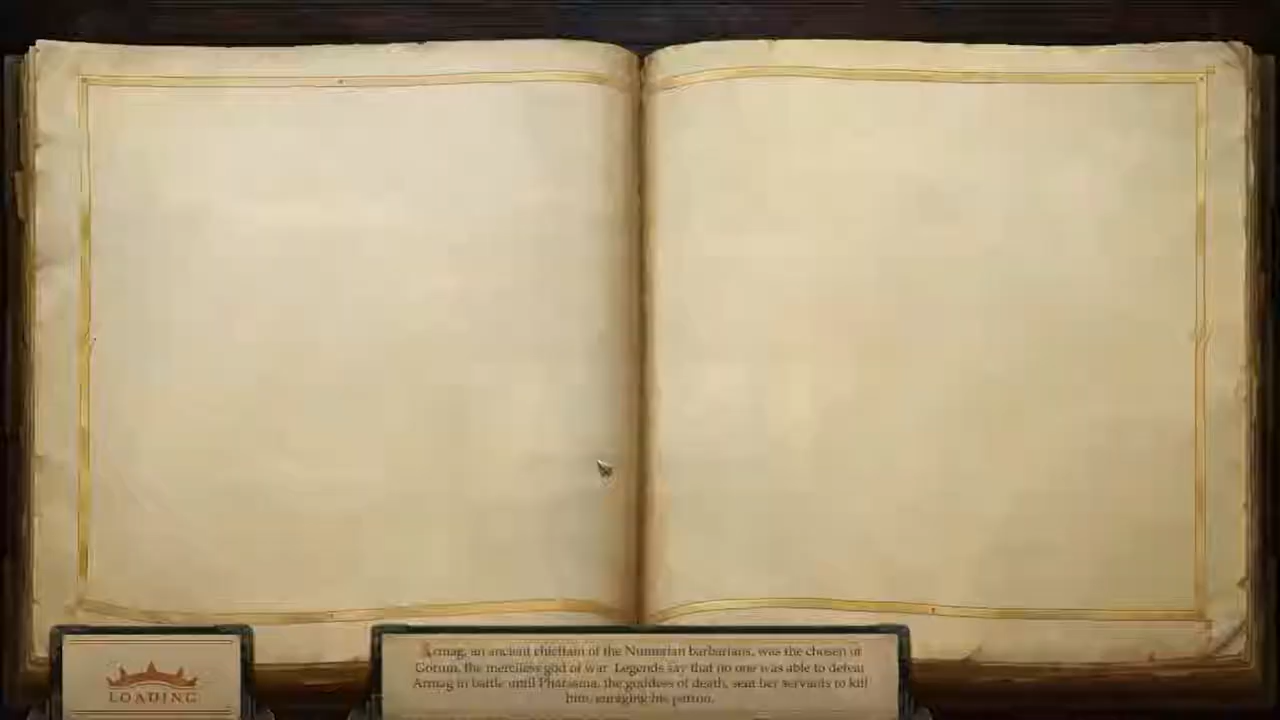 LOADING
Armag, an ancient chieftain of the Numerian barbarians, was the chosen of
Gorum, the merciless god of war. Legends say that no one was able to defeat
Armag in battle until Pharasma, the goddess of death, sent her servants to kill
him, enraging his patron.